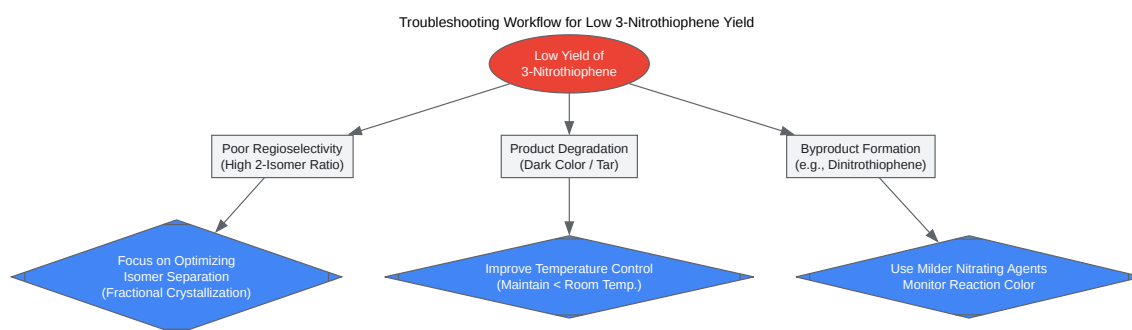 Troubleshooting Workflow for Low 3-Nitrothiophene Yield
Low Yield of
3-Nitrothiophene
Poor Regioselectivity
(High 2-Isomer Ratio)
Product Degradation
(Dark Color / Tar)
Byproduct Formation
(e.g., Dinitrothiophene)
Focus on Optimizing
Isomer Separation
(Fractional Crystallization)
Improve Temperature Control
(Maintain < Room Temp.)
Use Milder Nitrating Agents
Monitor Reaction Color